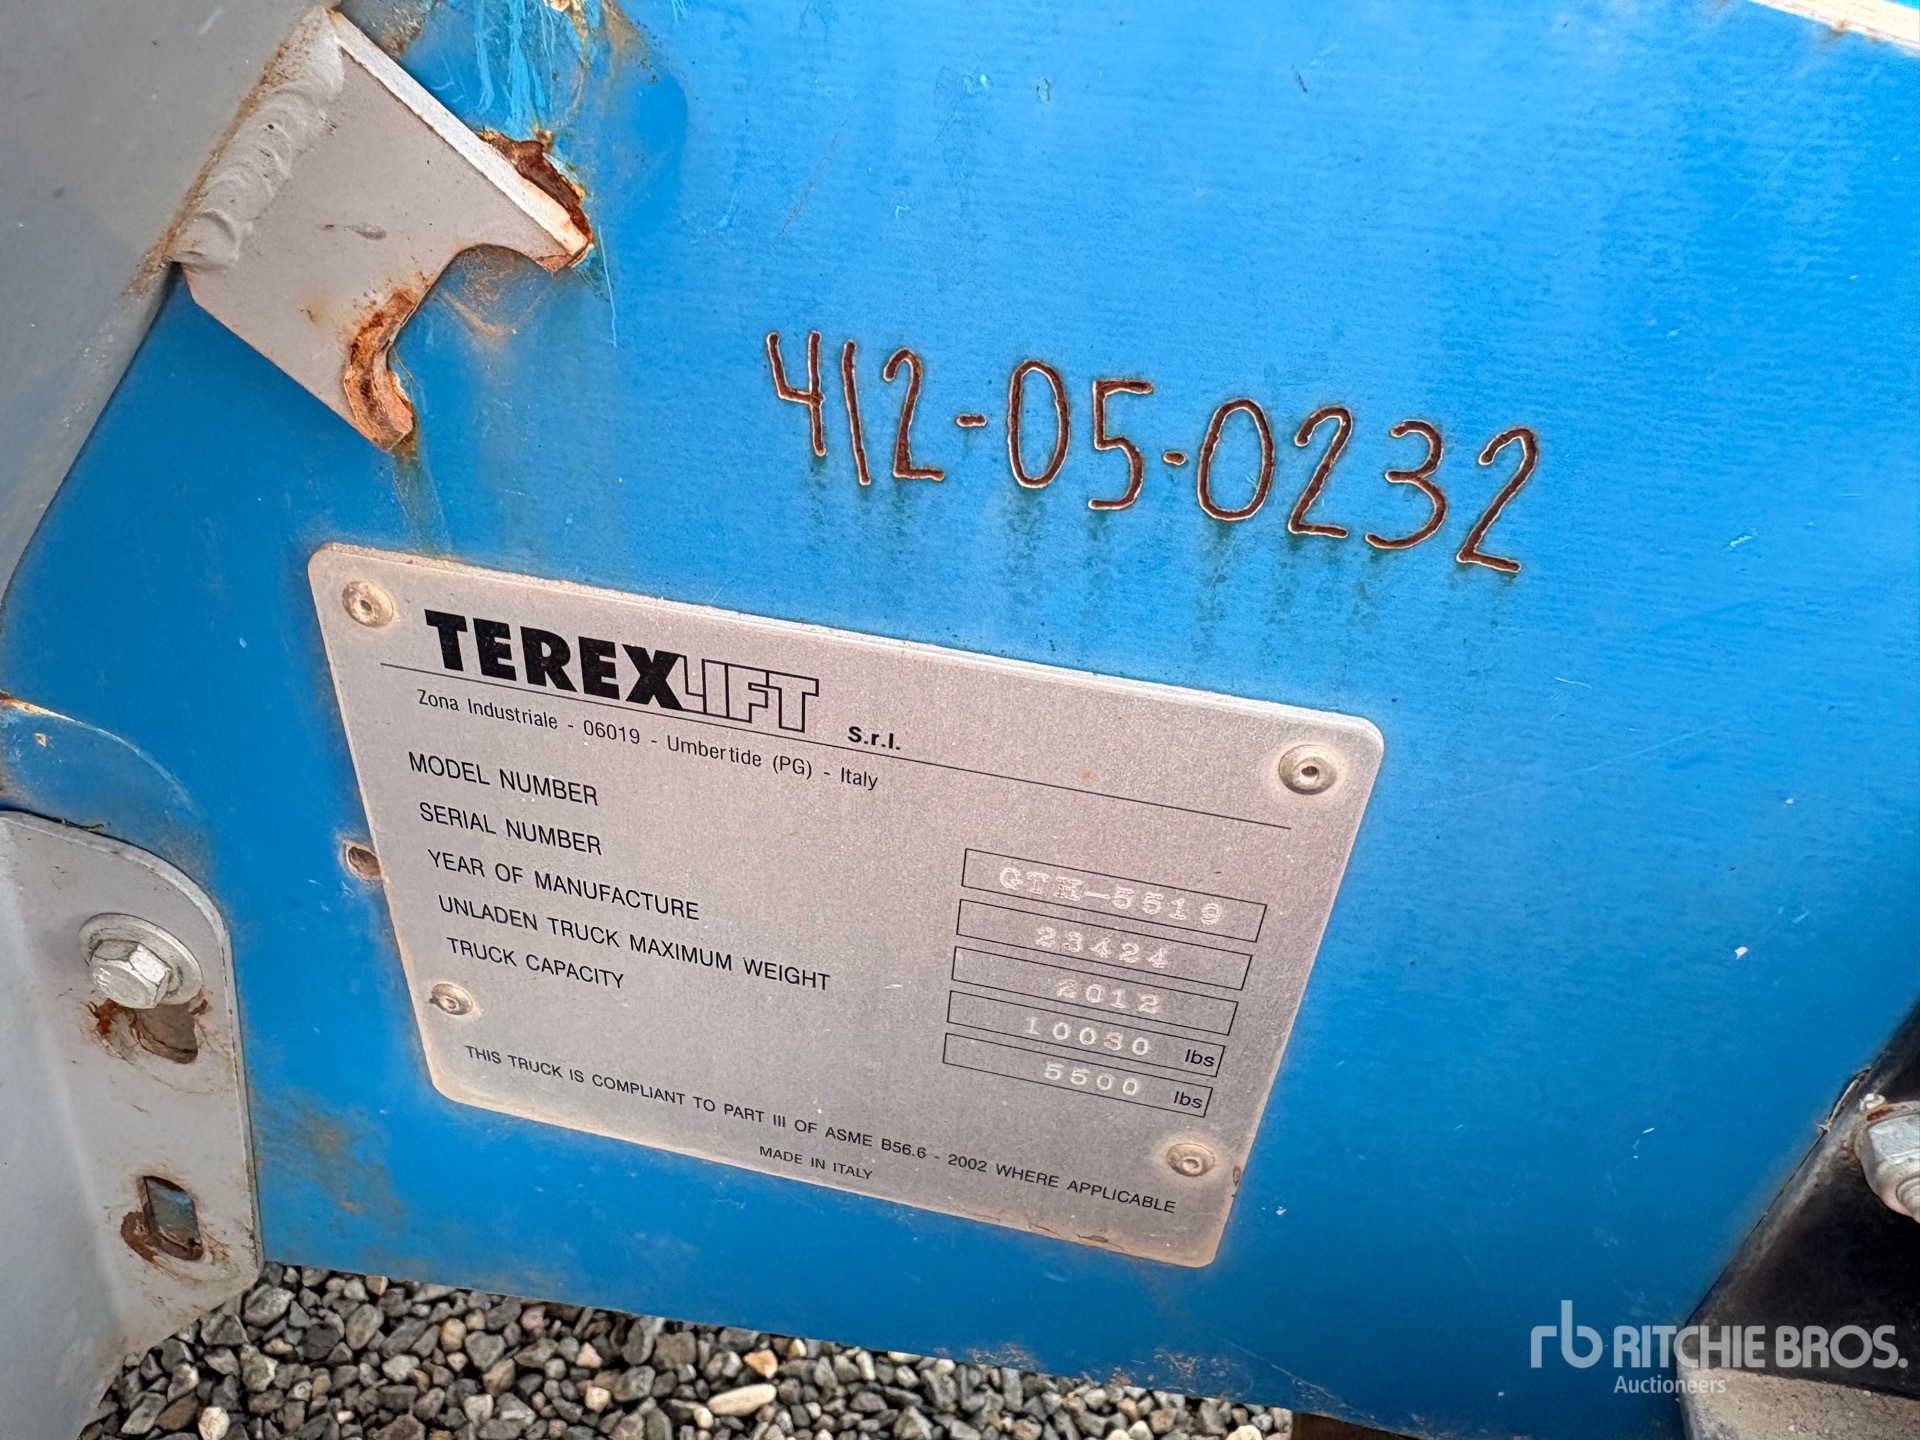 412-05-0232
TEREXLIFT S.r.l.
Zona Industriale - 06019 - Umbertide (PG) - Italy
MODEL NUMBER GTH-5519
SERIAL NUMBER 23424
YEAR OF MANUFACTURE 2012
UNLADEN TRUCK MAXIMUM WEIGHT 10030 lbs
TRUCK CAPACITY 5500 lbs
THIS TRUCK IS COMPLIANT TO PART III OF ASME B56.6 - 2002 WHERE APPLICABLE
MADE IN ITALY
rb RITCHIE BROS.
Auctioneers